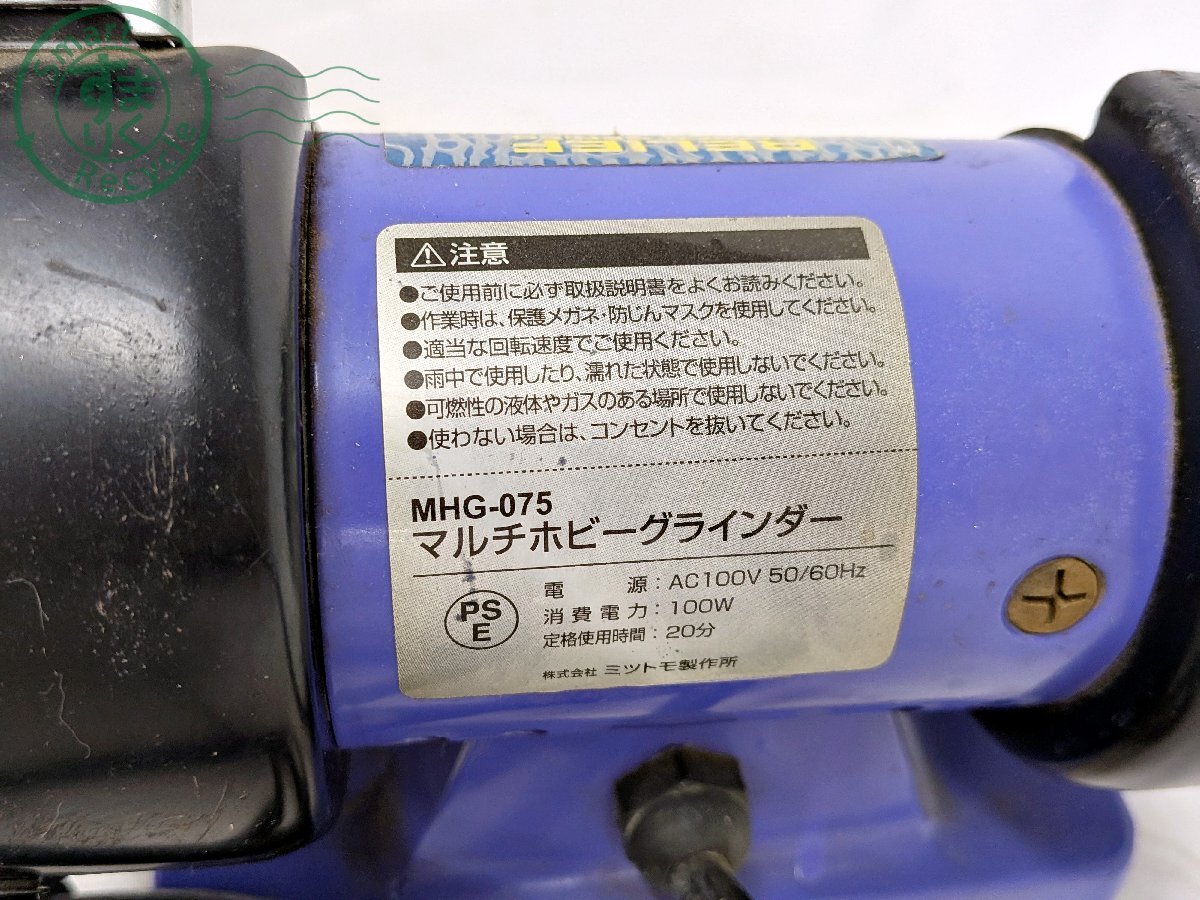 Smart
すま
りく
Recycle
RELIEF
⚠注意
●ご使用前に必ず取扱説明書をよくお読みください。
●作業時は、保護メガネ・防じんマスクを使用してください。
●適当な回転速度でご使用ください。
●雨中で使用したり、濡れた状態で使用しないでください。
●可燃性の液体やガスのある場所で使用しないでください。
●使わない場合は、コンセントを抜いてください。
MHG-075
マルチホビーグラインダー
PS
E
電源：AC100V 50/60Hz
消費電力：100W
定格使用時間：20分
株式会社 ミツトモ製作所